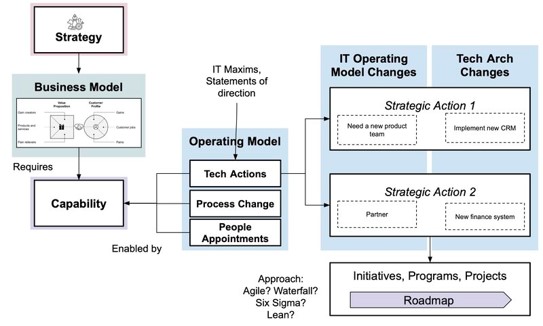 Strategy
Business Model
Value
Proposition
Customer
Profile
Gain creators
Gains
Products and
services
Customer jobs
Pain relievers
Pains
Requires
Capability
IT Maxims,
Statements of
direction
Operating Model
Tech Actions
Process Change
People
Appointments
Enabled by
IT Operating
Model Changes
Tech Arch
Changes
Strategic Action 1
Need a new product
team
Implement new CRM
Strategic Action 2
Partner
New finance system
Approach:
Agile? Waterfall?
Six Sigma?
Lean?
Initiatives, Programs, Projects
Roadmap